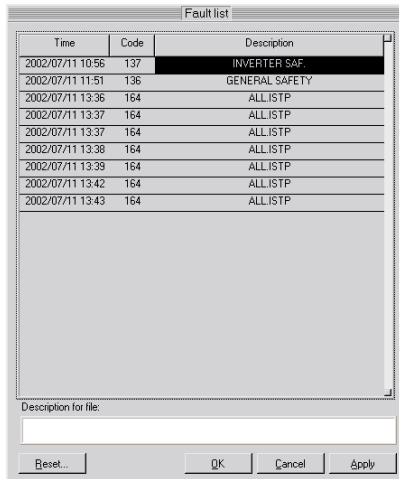 Fault list
Time Code Description
2002/07/11 10:56 137 INVERTER SAF.
2002/07/11 11:51 136 GENERAL SAFETY
2002/07/11 13:36 164 ALL.ISTP
2002/07/11 13:37 164 ALL.ISTP
2002/07/11 13:37 164 ALL.ISTP
2002/07/11 13:38 164 ALL.ISTP
2002/07/11 13:39 164 ALL.ISTP
2002/07/11 13:42 164 ALL.ISTP
2002/07/11 13:43 164 ALL.ISTP
Description for file:
Reset... OK Cancel Apply